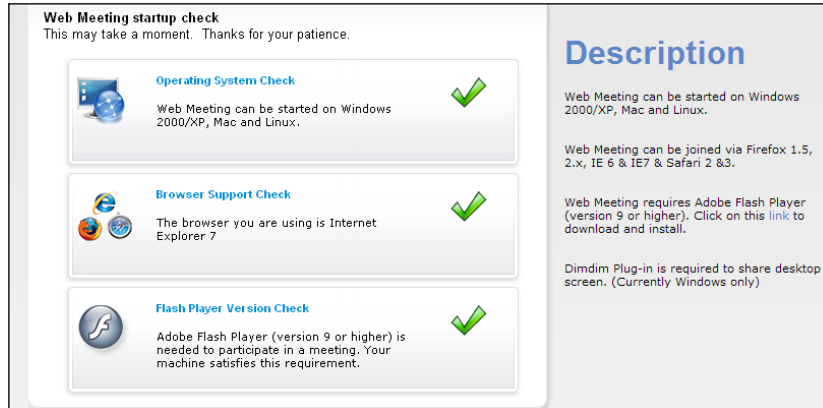 Web Meeting startup check
This may take a moment.  Thanks for your patience.
Operating System Check
Web Meeting can be started on Windows
2000/XP, Mac and Linux.
Browser Support Check
The browser you are using is Internet
Explorer 7
Flash Player Version Check
Adobe Flash Player (version 9 or higher) is
needed to participate in a meeting. Your
machine satisfies this requirement.
Description
Web Meeting can be started on Windows
2000/XP, Mac and Linux.
Web Meeting can be joined via Firefox 1.5,
2.x, IE 6 & IE7 & Safari 2 &3.
Web Meeting requires Adobe Flash Player
(version 9 or higher). Click on this link to
download and install.
Dimdim Plug-in is required to share desktop
screen. (Currently Windows only)